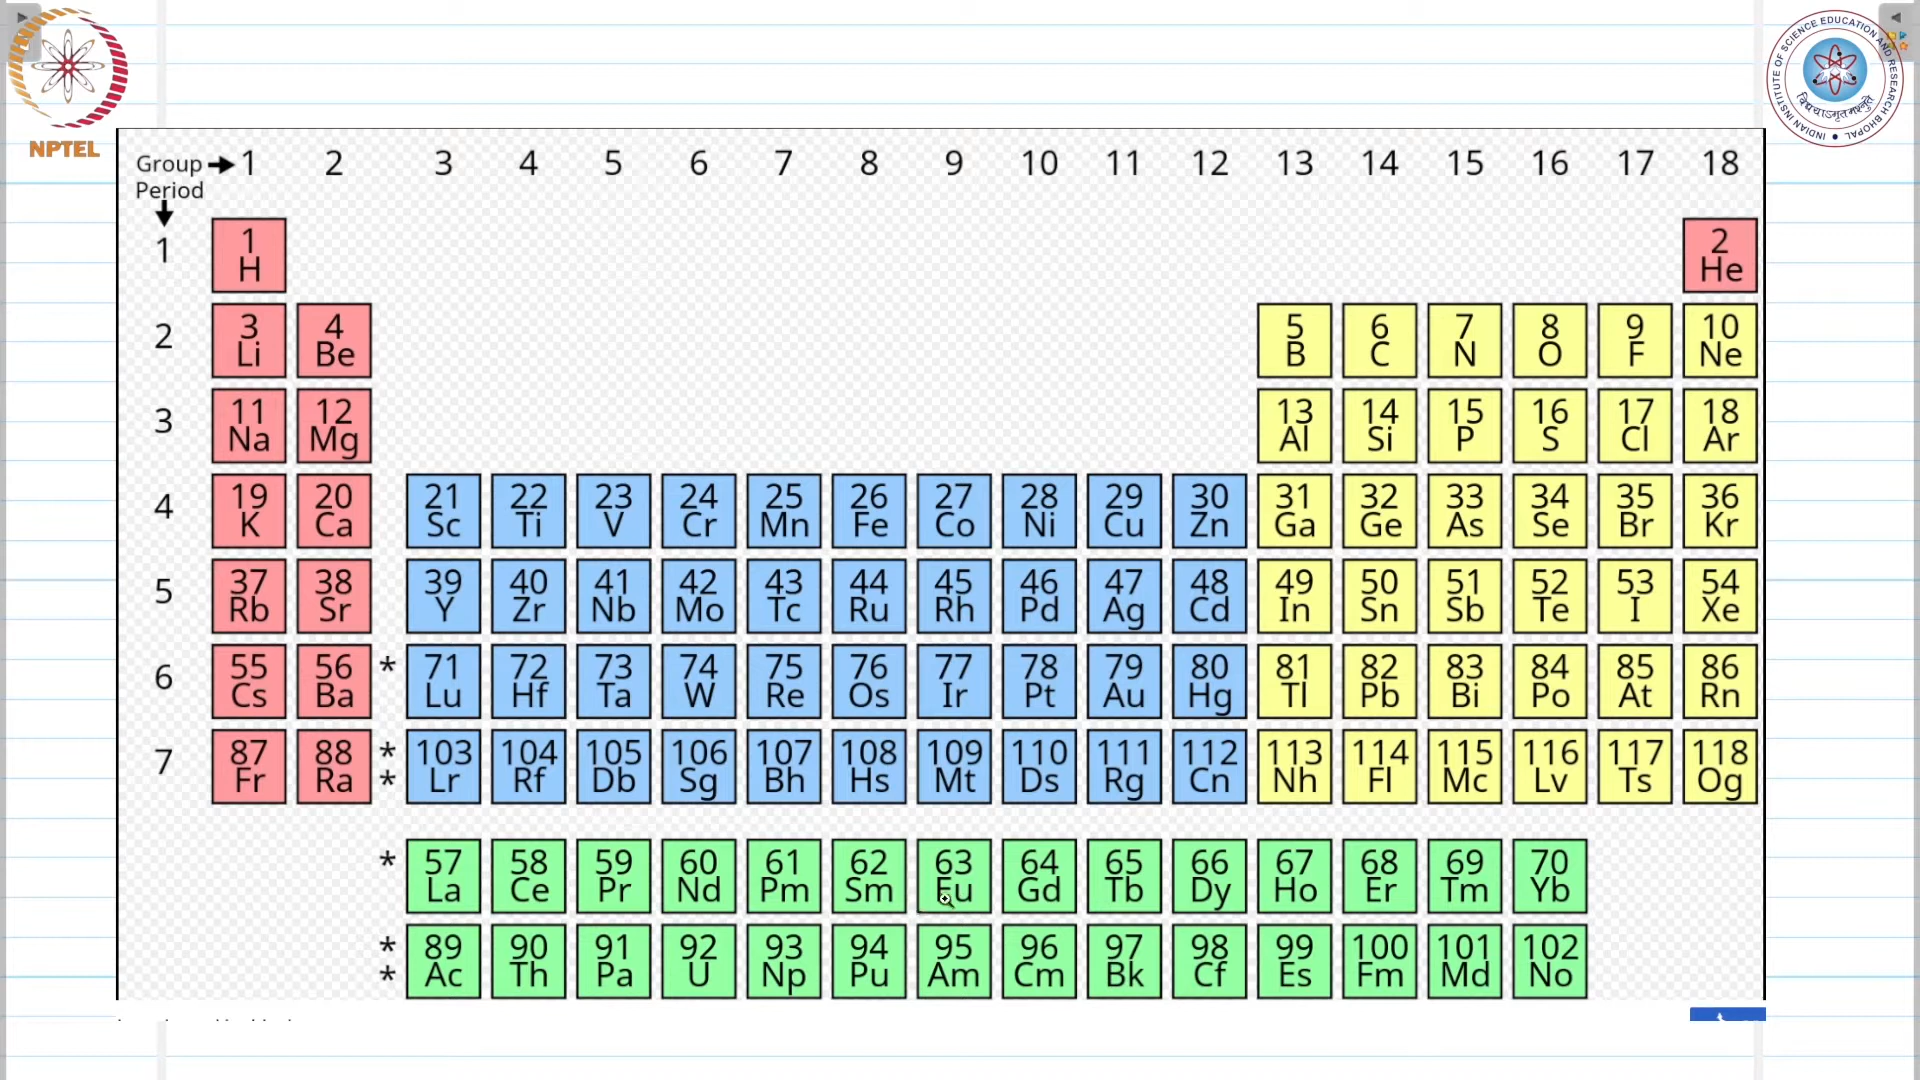 NPTEL
INDIAN INSTITUTE OF SCIENCE EDUCATION AND RESEARCH BHOPAL
Group 1 2 3 4 5 6 7 8 9 10 11 12 13 14 15 16 17 18
Period
1 1 H 2 He
2 3 Li 4 Be 5 B 6 C 7 N 8 O 9 F 10 Ne
3 11 Na 12 Mg 13 Al 14 Si 15 P 16 S 17 Cl 18 Ar
4 19 K 20 Ca 21 Sc 22 Ti 23 V 24 Cr 25 Mn 26 Fe 27 Co 28 Ni 29 Cu 30 Zn 31 Ga 32 Ge 33 As 34 Se 35 Br 36 Kr
5 37 Rb 38 Sr 39 Y 40 Zr 41 Nb 42 Mo 43 Tc 44 Ru 45 Rh 46 Pd 47 Ag 48 Cd 49 In 50 Sn 51 Sb 52 Te 53 I 54 Xe
6 55 Cs 56 Ba * 71 Lu 72 Hf 73 Ta 74 W 75 Re 76 Os 77 Ir 78 Pt 79 Au 80 Hg 81 Tl 82 Pb 83 Bi 84 Po 85 At 86 Rn
7 87 Fr 88 Ra * * 103 Lr 104 Rf 105 Db 106 Sg 107 Bh 108 Hs 109 Mt 110 Ds 111 Rg 112 Cn 113 Nh 114 Fl 115 Mc 116 Lv 117 Ts 118 Og
* 57 La 58 Ce 59 Pr 60 Nd 61 Pm 62 Sm 63 Eu 64 Gd 65 Tb 66 Dy 67 Ho 68 Er 69 Tm 70 Yb
* * 89 Ac 90 Th 91 Pa 92 U 93 Np 94 Pu 95 Am 96 Cm 97 Bk 98 Cf 99 Es 100 Fm 101 Md 102 No